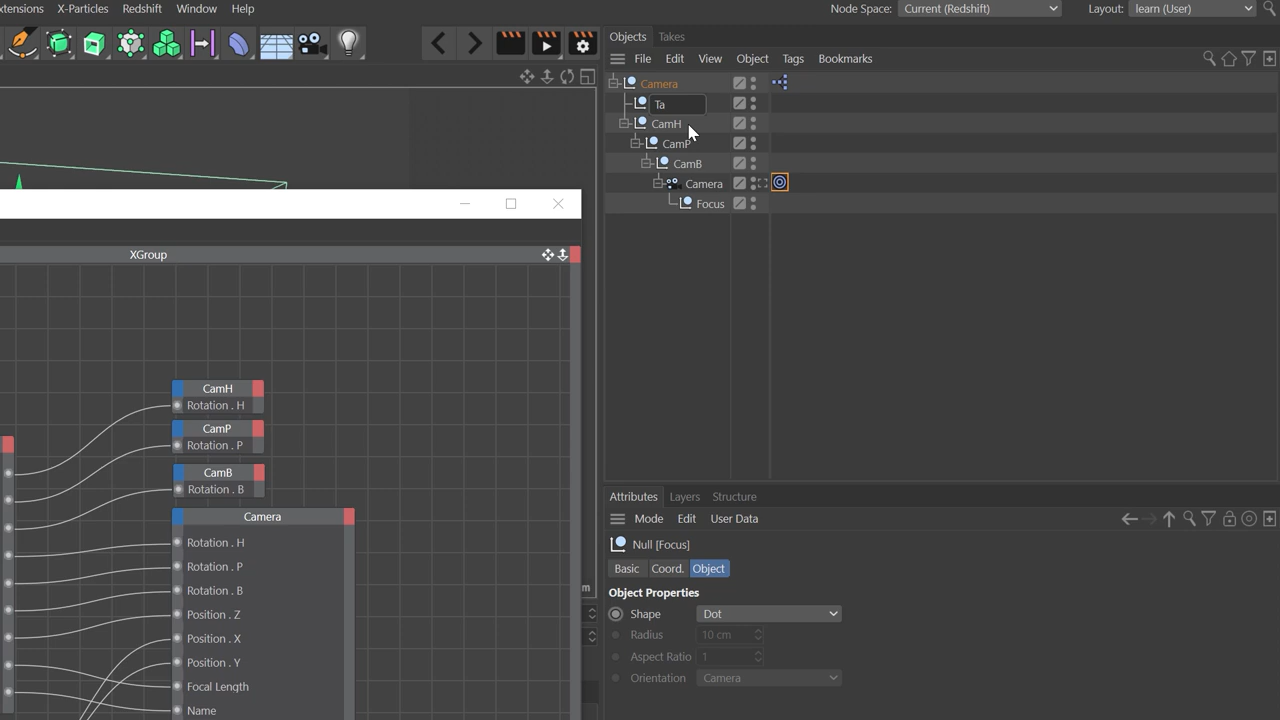 xtensions X-Particles Redshift Window Help Node Space: Current (Redshift) Layout: learn (User)
Objects Takes
File Edit View Object Tags Bookmarks
Camera
Ta
CamH
CamP
CamB
Camera
Focus
XGroup
CamH
Rotation . H
CamP
Rotation . P
CamB
Rotation . B
Camera
Rotation . H
Rotation . P
Rotation . B
Position . Z
Position . X
Position . Y
Focal Length
Name
m
Attributes Layers Structure
Mode Edit User Data
Null [Focus]
Basic Coord. Object
Object Properties
Shape Dot
Radius 10 cm
Aspect Ratio 1
Orientation Camera